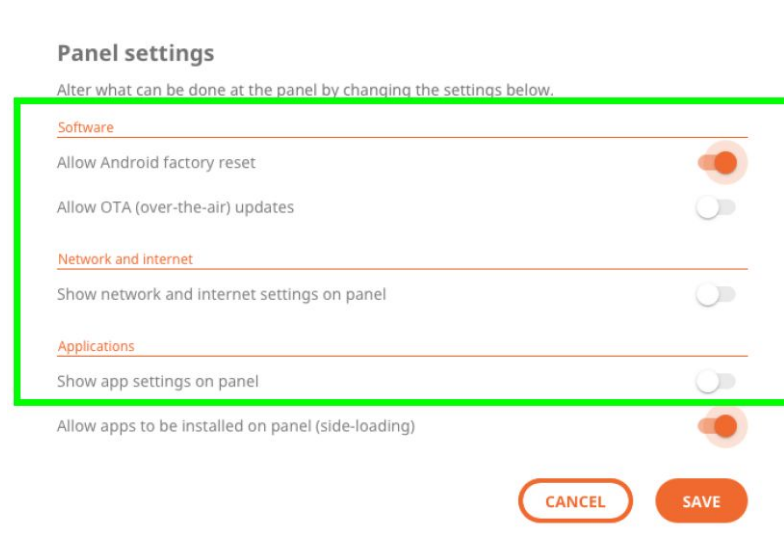 Panel settings
Alter what can be done at the panel by changing the settings below.
Software
Allow Android factory reset
Allow OTA (over-the-air) updates
Network and internet
Show network and internet settings on panel
Applications
Show app settings on panel
Allow apps to be installed on panel (side-loading)
CANCEL SAVE